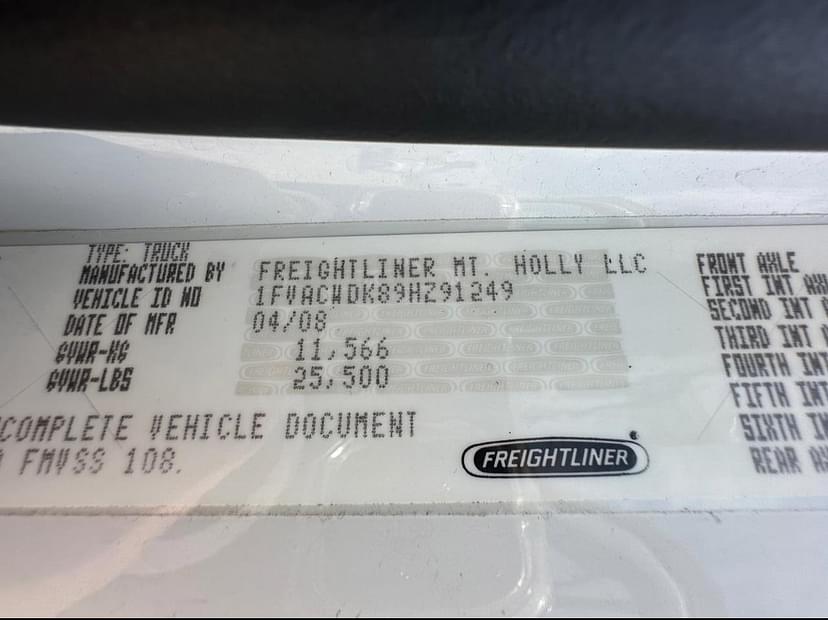 TYPE: TRUCK
MANUFACTURED BY FREIGHTLINER MT. HOLLY LLC
VEHICLE ID NO 1FVACWDK89HZ91249
DATE OF MFR 04/08
GVWR-KG 11,566
GVWR-LBS 25,500
COMPLETE VEHICLE DOCUMENT
FMVSS 108.
FREIGHTLINER
FRONT AXLE
FIRST INT AXL
SECOND INT
THIRD INT
FOURTH INT
FIFTH INT
SIXTH IN
REAR AX